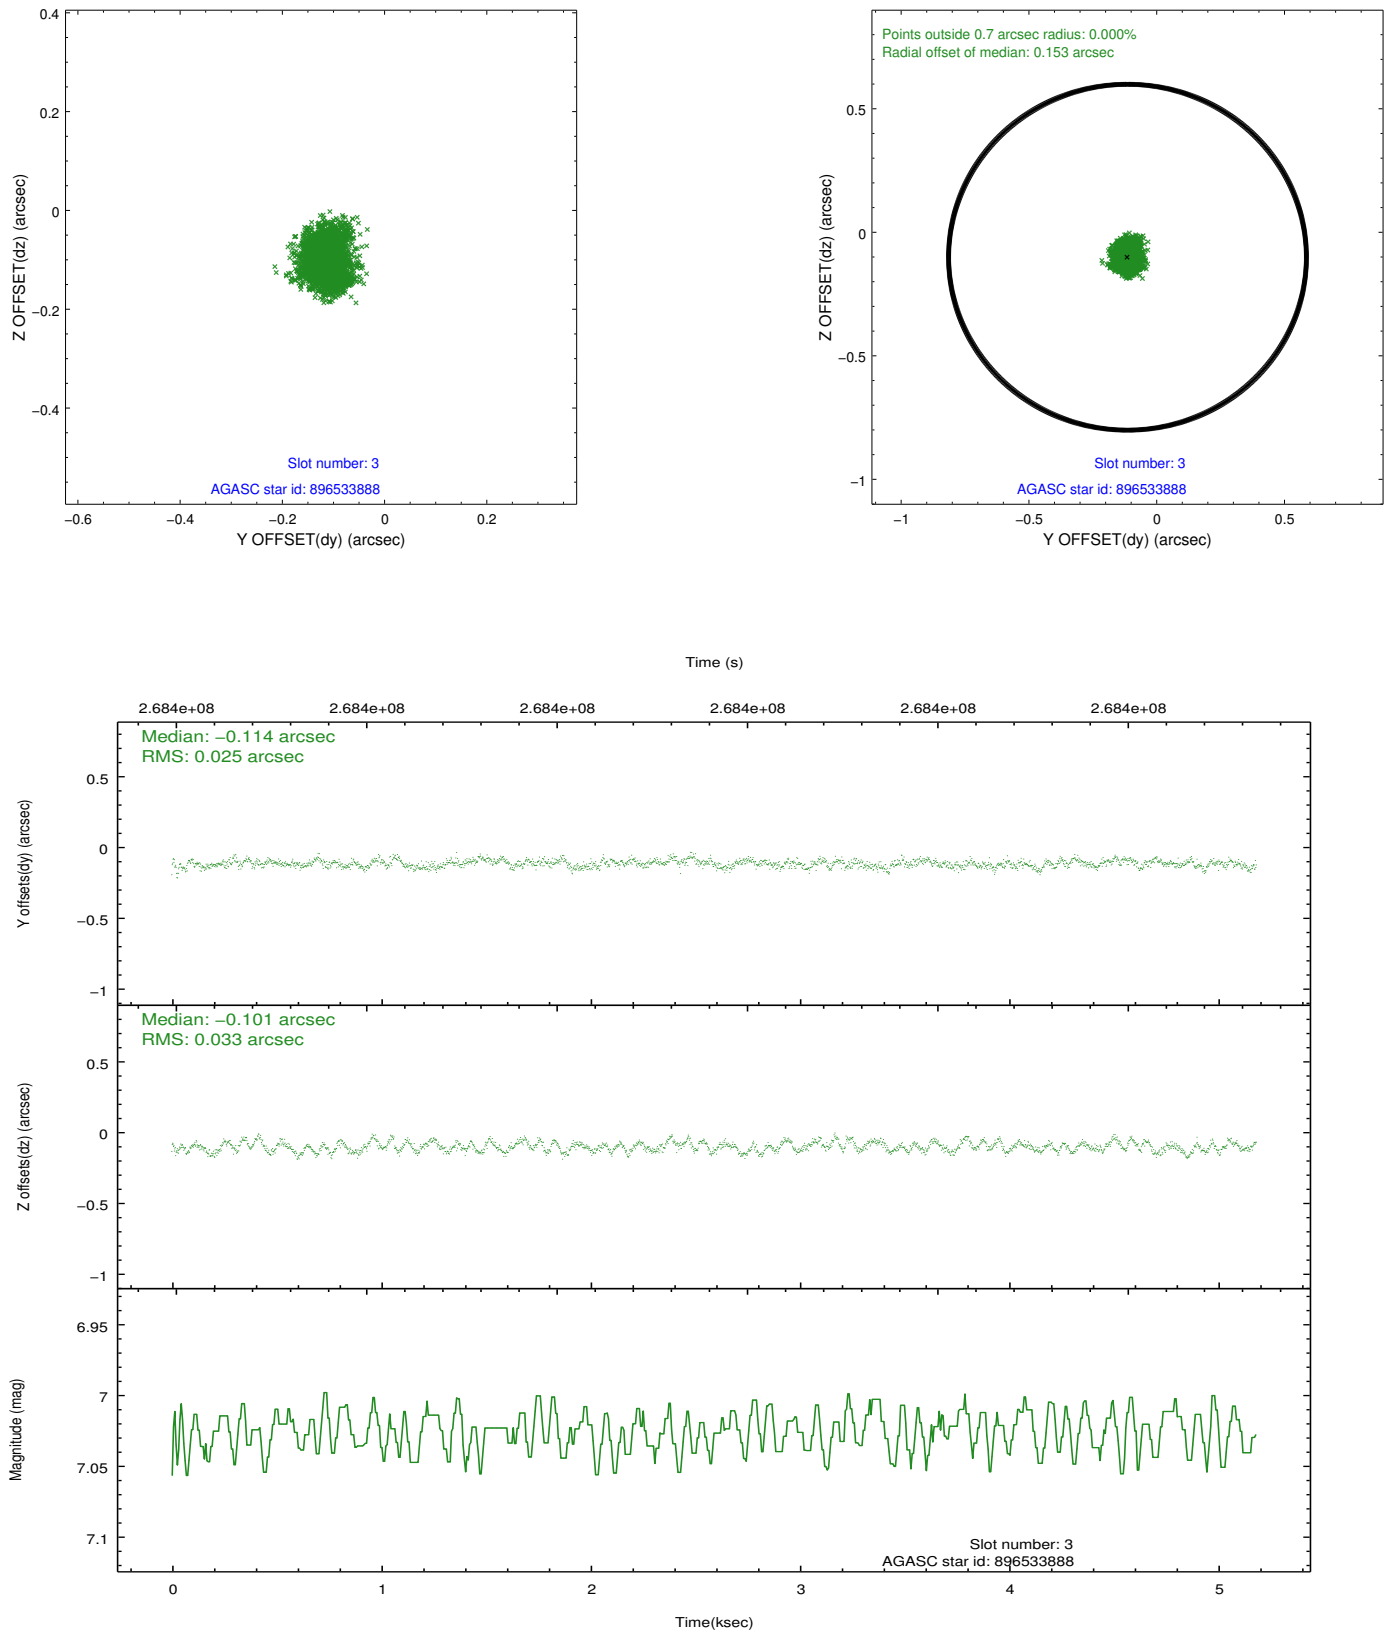 0.4
0.2
0
−0.2
−0.4
Z OFFSET(dz) (arcsec)
Slot number: 3
AGASC star id: 896533888
−0.6 −0.4 −0.2 0 0.2
Y OFFSET(dy) (arcsec)
Points outside 0.7 arcsec radius: 0.000%
Radial offset of median: 0.153 arcsec
0.5
0
−0.5
−1
Z OFFSET(dz) (arcsec)
Slot number: 3
AGASC star id: 896533888
−1 −0.5 0 0.5
Y OFFSET(dy) (arcsec)
Time (s)
2.684e+08 2.684e+08 2.684e+08 2.684e+08 2.684e+08 2.684e+08
Median: −0.114 arcsec
RMS: 0.025 arcsec
0.5
0
−0.5
−1
Y offsets(dy) (arcsec)
Median: −0.101 arcsec
RMS: 0.033 arcsec
0.5
0
−0.5
−1
Z offsets(dz) (arcsec)
6.95
7
7.05
7.1
Magnitude (mag)
Slot number: 3
AGASC star id: 896533888
0 1 2 3 4 5
Time(ksec)